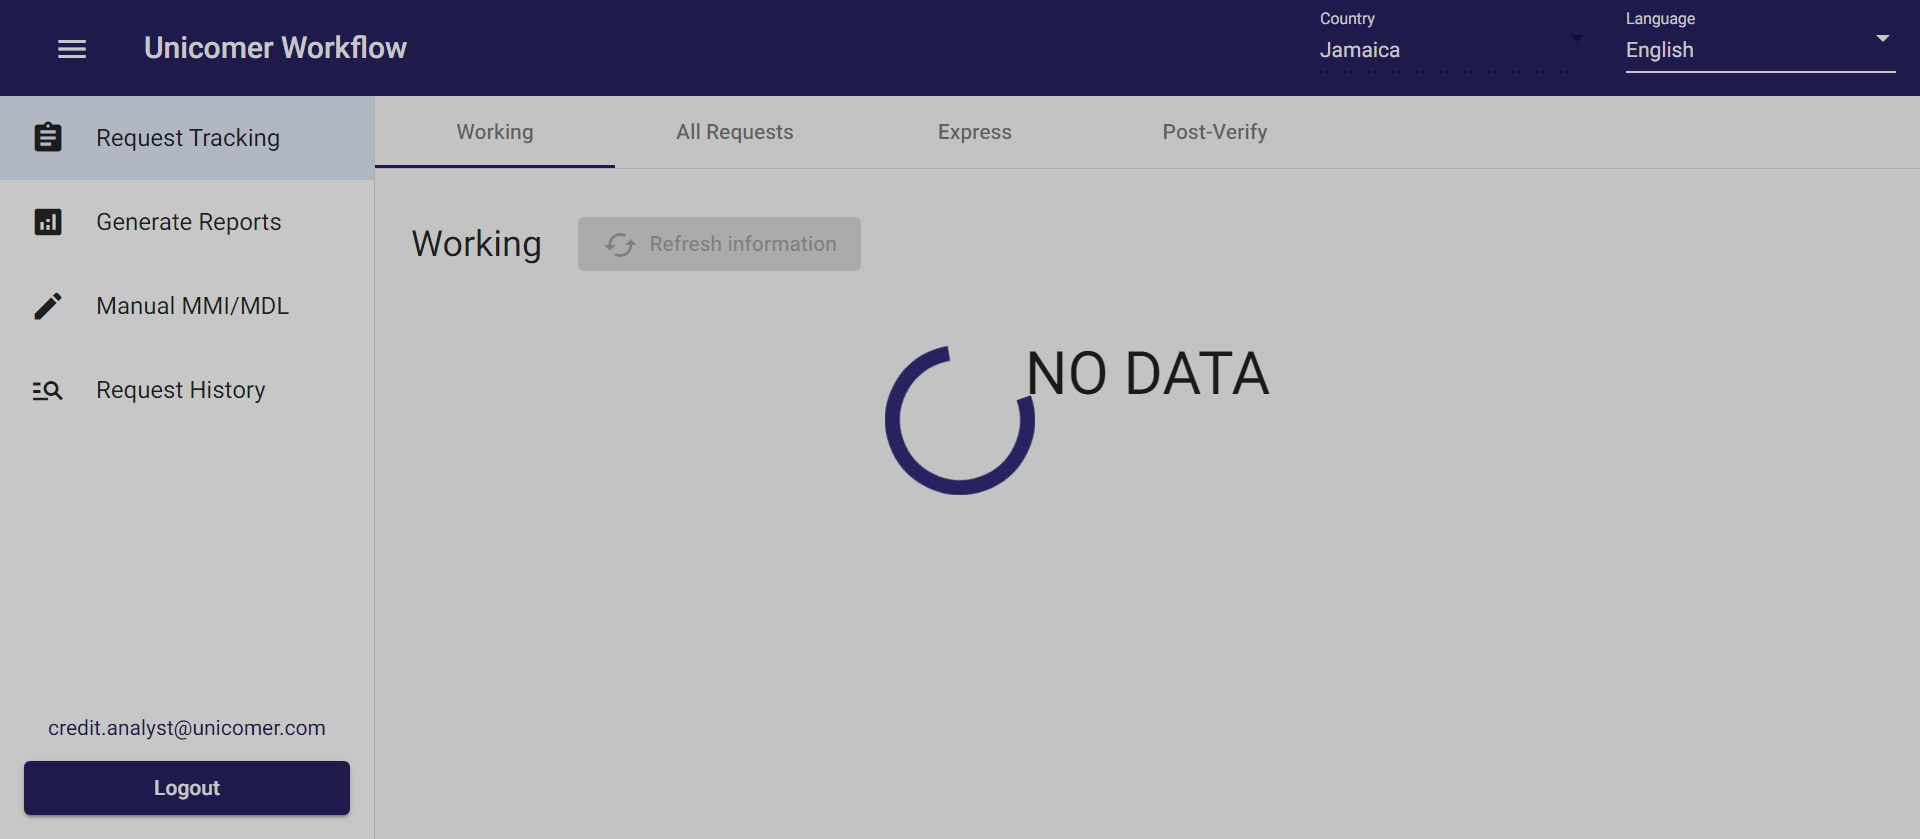 Unicomer Workflow
Country
Jamaica
Language
English
Request Tracking
Generate Reports
Manual MMI/MDL
Request History
credit.analyst@unicomer.com
Logout
Working
All Requests
Express
Post-Verify
Working
Refresh information
NO DATA